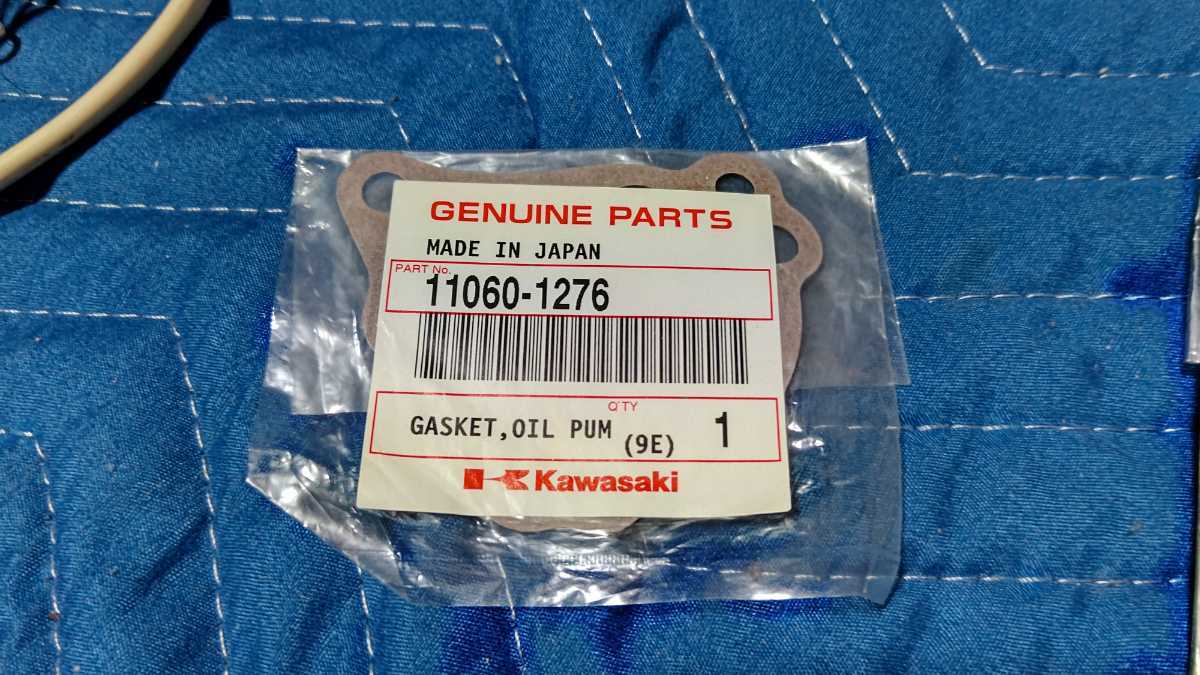 GENUINE PARTS
MADE IN JAPAN
PART No.
11060-1276
Q'TY
GASKET,OIL PUM (9E) 1
Kawasaki